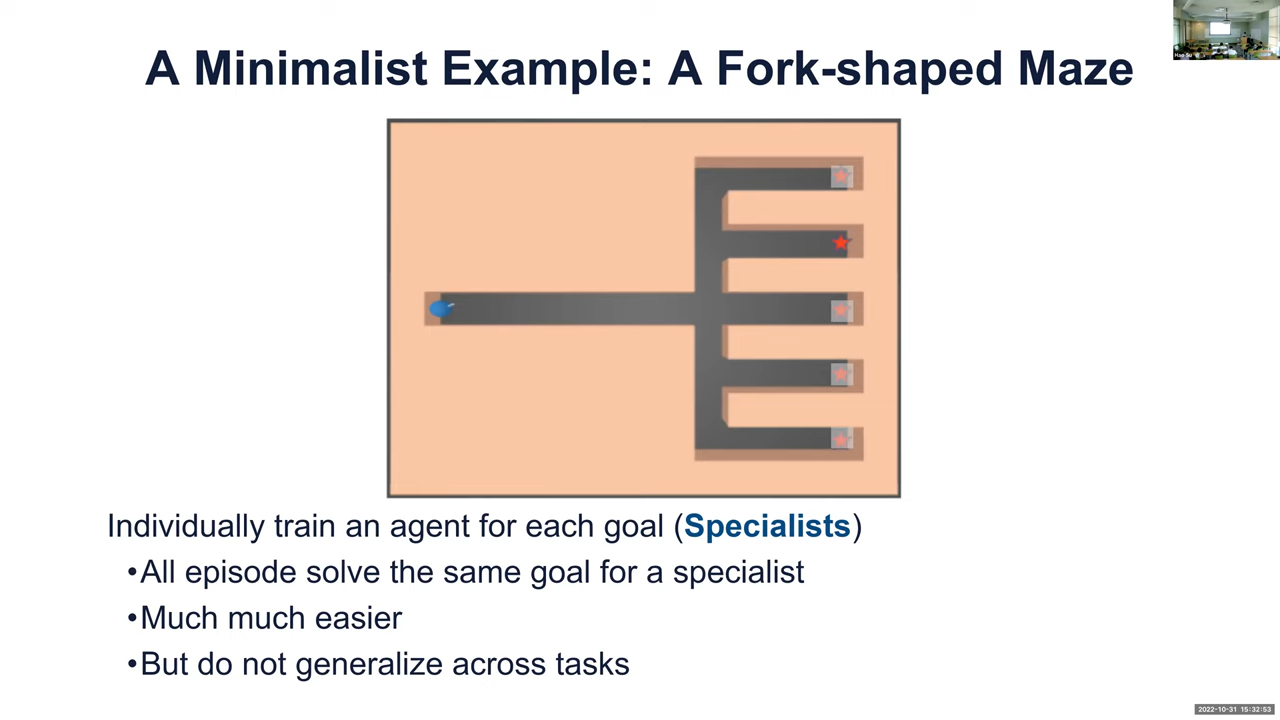 A Minimalist Example: A Fork-shaped Maze
Individually train an agent for each goal (Specialists)
•All episode solve the same goal for a specialist
•Much much easier
•But do not generalize across tasks
2022-10-31 15:32:53